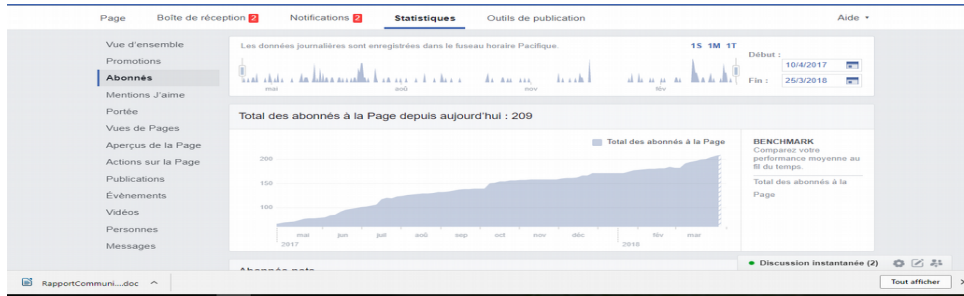 Page Boîte de réception 2 Notifications 2 Statistiques Outils de publication Aide
Vue d'ensemble
Promotions
Abonnés
Mentions J'aime
Portée
Vues de Pages
Aperçus de la Page
Actions sur la Page
Publications
Évènements
Vidéos
Personnes
Messages
Les données journalières sont enregistrées dans le fuseau horaire Pacifique. 1S 1M 1T
mai aoû nov fév
Début :
10/4/2017
Fin : 25/3/2018
Total des abonnés à la Page depuis aujourd'hui : 209
Total des abonnés à la Page
200
150
100
mai jun juil aoû sep oct nov déc fév mar
2017 2018
BENCHMARK
Comparez votre
performance moyenne au
fil du temps.
Total des abonnés à la
Page
Abonnés nets
Discussion instantanée (2)
RapportCommuni....doc
Tout afficher